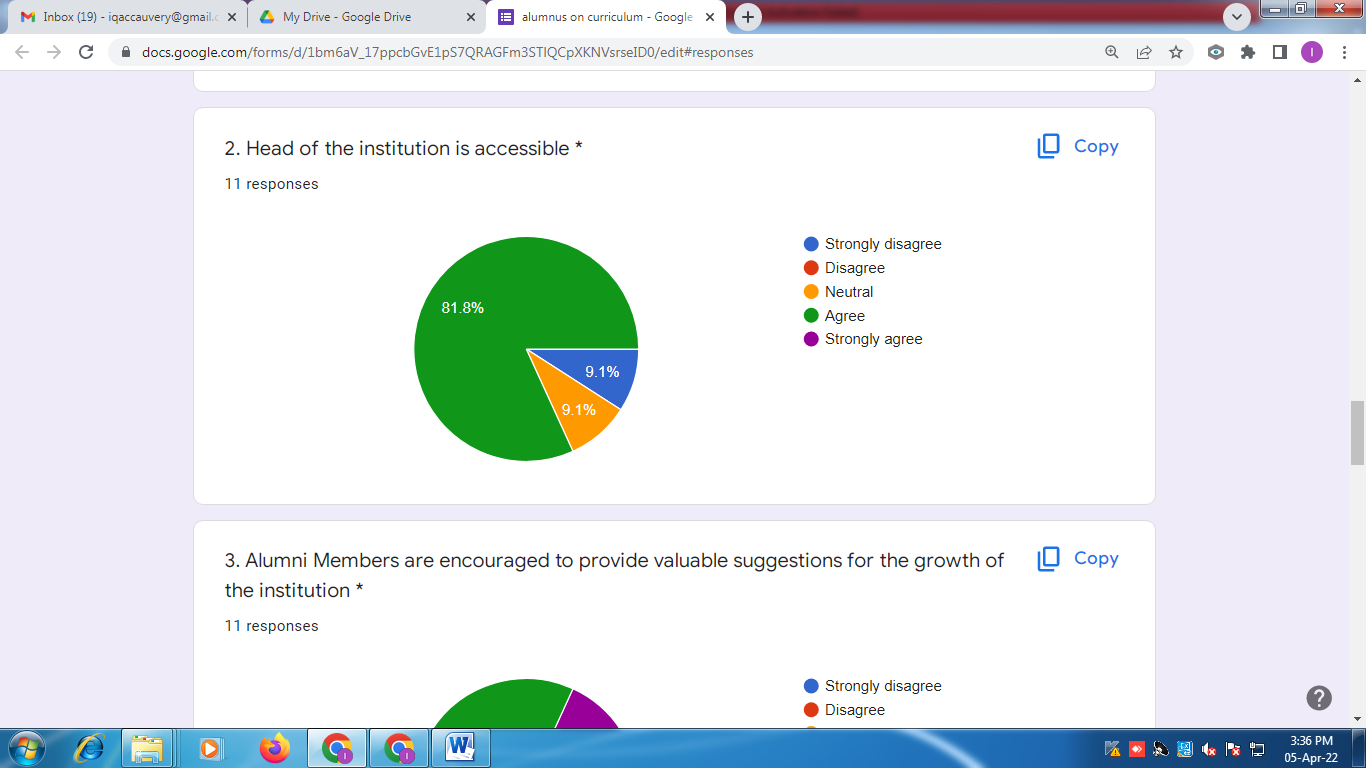 Inbox (19) - iqaccauvery@gmail.c
My Drive - Google Drive
alumnus on curriculum - Google
docs.google.com/forms/d/1bm6aV_17ppcbGvE1pS7QRAGFm3STlQCpXKNVsrseID0/edit#responses
I
2. Head of the institution is accessible *
Copy
11 responses
81.8%
9.1%
9.1%
Strongly disagree
Disagree
Neutral
Agree
Strongly agree
3. Alumni Members are encouraged to provide valuable suggestions for the growth of
the institution *
Copy
11 responses
Strongly disagree
Disagree
3:36 PM
05-Apr-22